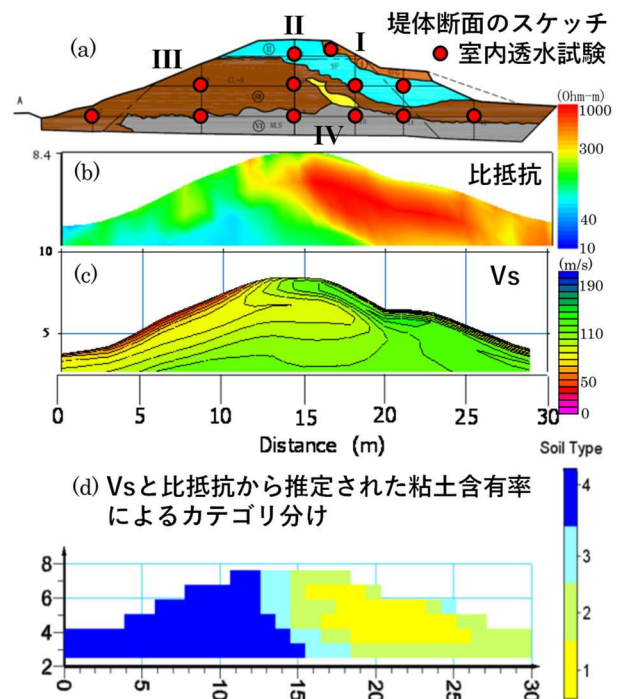 堤体断面のスケッチ
室内透水試験
(a)
I
II
III
IV
A
CL-S
SF
MLS
VI
(Ohm-m)
1000
300
40
10
8.4
(b)
比抵抗
10
5
(c)
Vs
(m/s)
190
110
50
0
0 5 10 15 20 25 30
Distance (m)
Soil Type
(d) Vsと比抵抗から推定された粘土含有率
によるカテゴリ分け
4
3
2
1
8
6
4
2
0 5 10 15 20 25 30